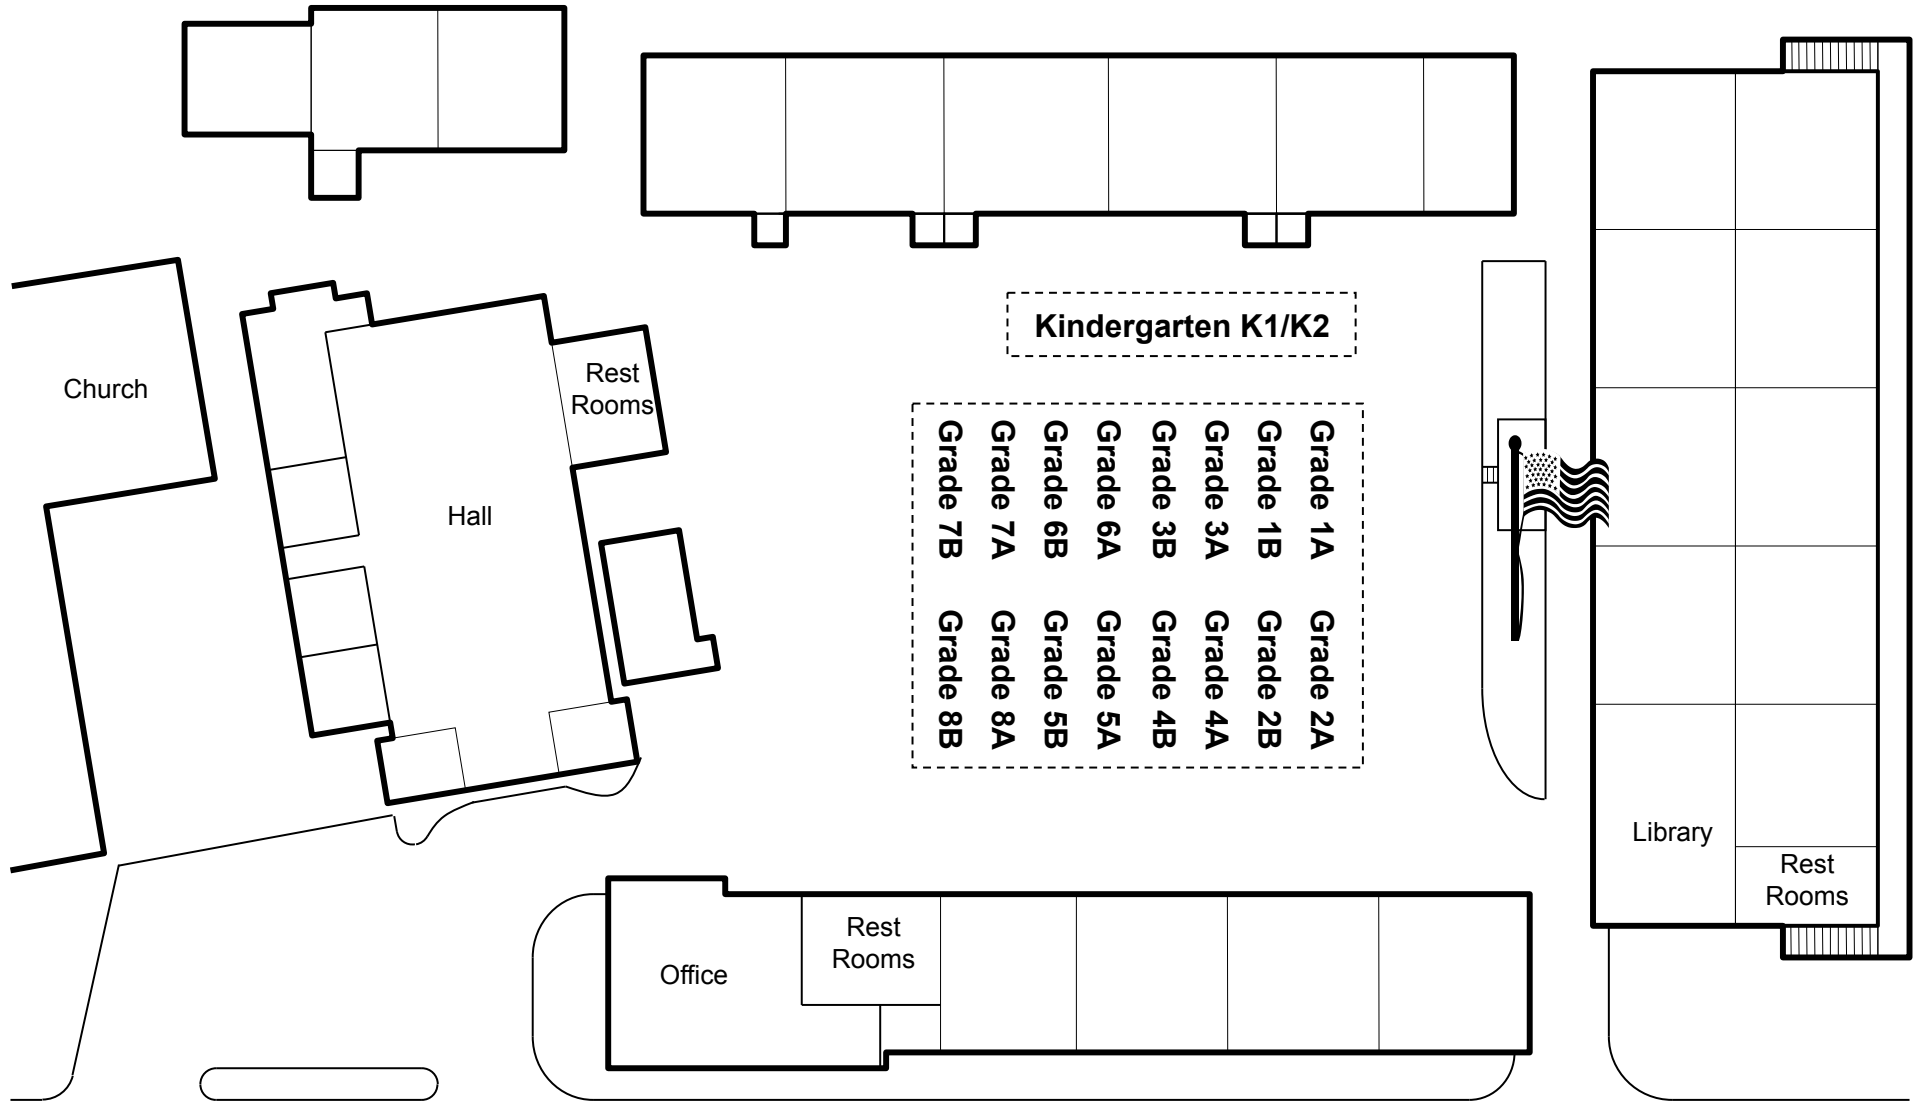 Kindergarten K1/K2
Church
Rest
Rooms
Hall
Grade 7B
Grade 7A
Grade 6B
Grade 6A
Grade 3B
Grade 3A
Grade 1B
Grade 1A
Grade 8B
Grade 8A
Grade 5B
Grade 5A
Grade 4B
Grade 4A
Grade 2B
Grade 2A
Library
Rest
Rooms
Office
Rest
Rooms